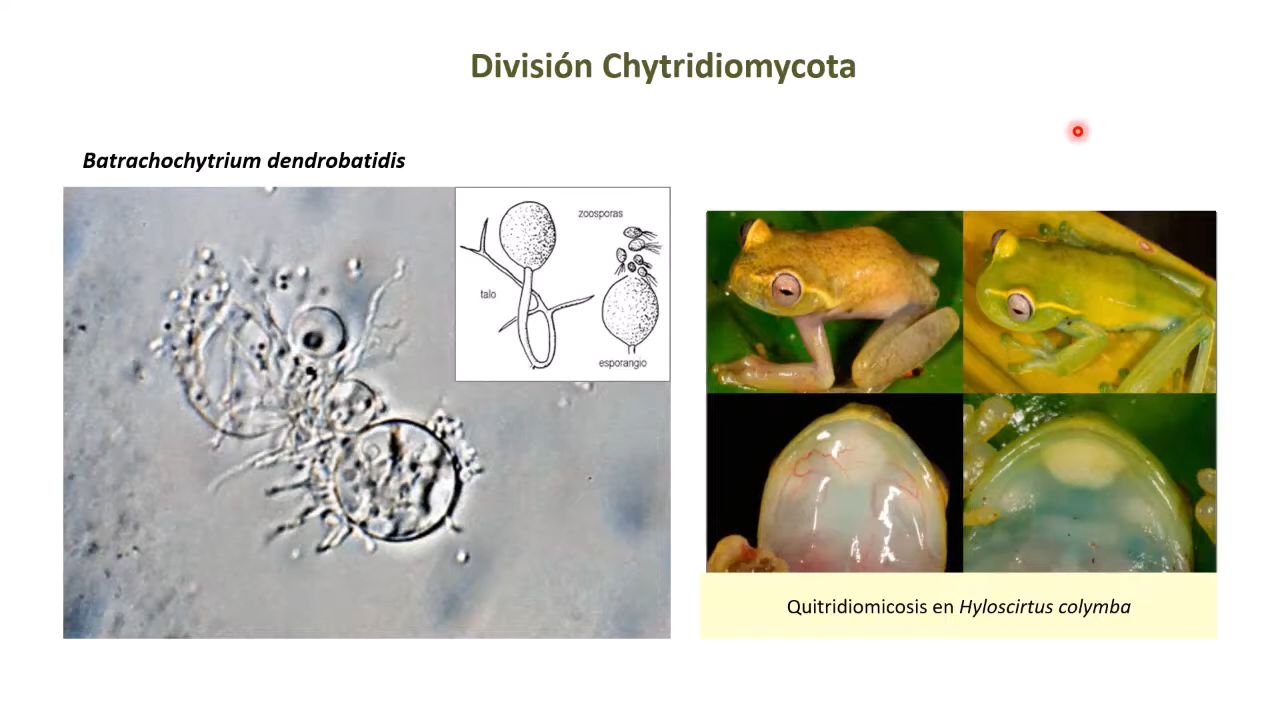 División Chytridiomycota
Batrachochytrium dendrobatidis
zoosporas
talo
esporangio
Quitridiomicosis en Hyloscirtus colymba